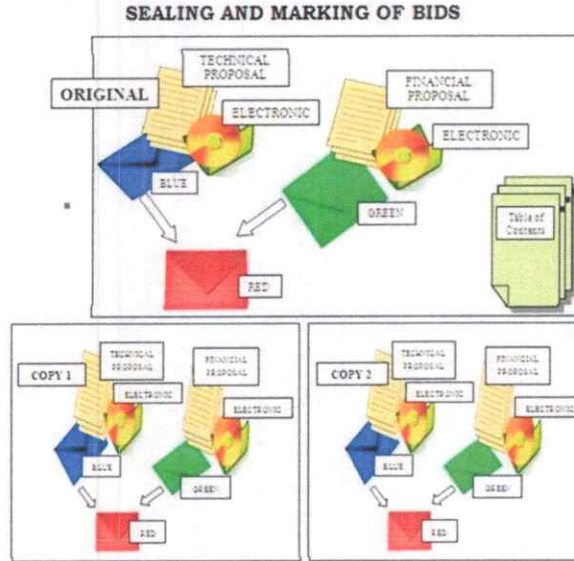 SEALING AND MARKING OF BIDS
TECHNICAL
PROPOSAL
ORIGINAL
ELECTRONIC
BLUE
FINANCIAL
PROPOSAL
ELECTRONIC
GREEN
RED
Table of
Contents
COPY 1
TECHNICAL
PROPOSAL
ELECTRONIC
BLUE
FINANCIAL
PROPOSAL
ELECTRONIC
GREEN
RED
COPY 2
TECHNICAL
PROPOSAL
ELECTRONIC
BLUE
FINANCIAL
PROPOSAL
ELECTRONIC
GREEN
RED